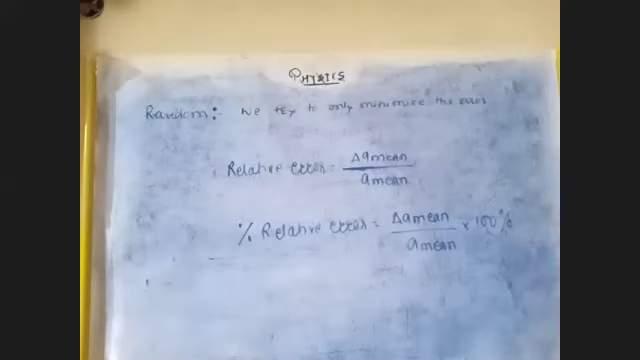 PHYSICS
Random:- we try to only minimize the error
Relative error = Δamean / amean
% Relative error = Δamean / amean × 100%